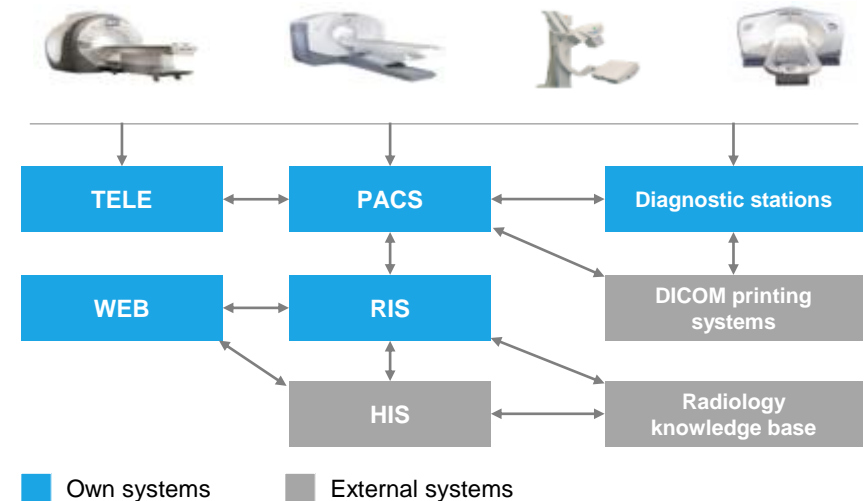 TELE
PACS
Diagnostic stations
WEB
RIS
DICOM printing
systems
HIS
Radiology
knowledge base
Own systems
External systems